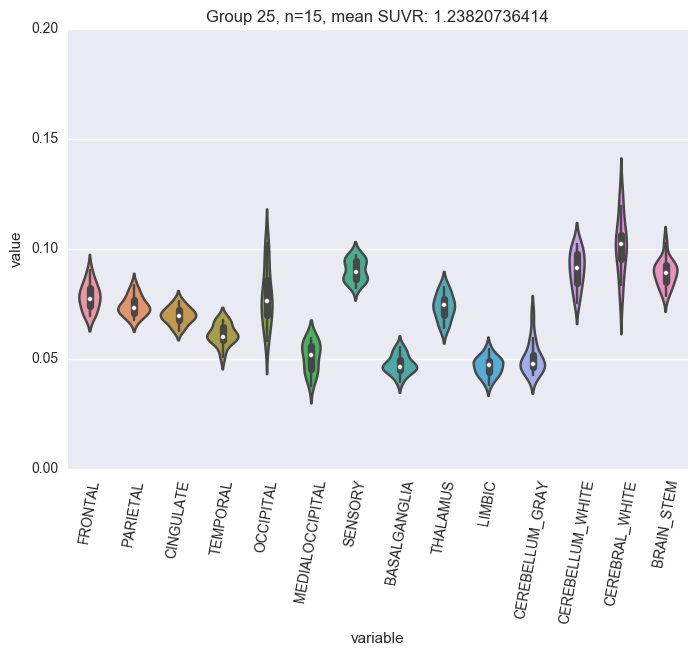 Group 25, n=15, mean SUVR: 1.23820736414
0.20
0.15
0.10
0.05
0.00
value
FRONTAL
PARIETAL
CINGULATE
TEMPORAL
OCCIPITAL
MEDIALOCCIPITAL
SENSORY
BASALGANGLIA
THALAMUS
LIMBIC
CEREBELLUM_GRAY
CEREBELLUM_WHITE
CEREBRAL_WHITE
BRAIN_STEM
variable